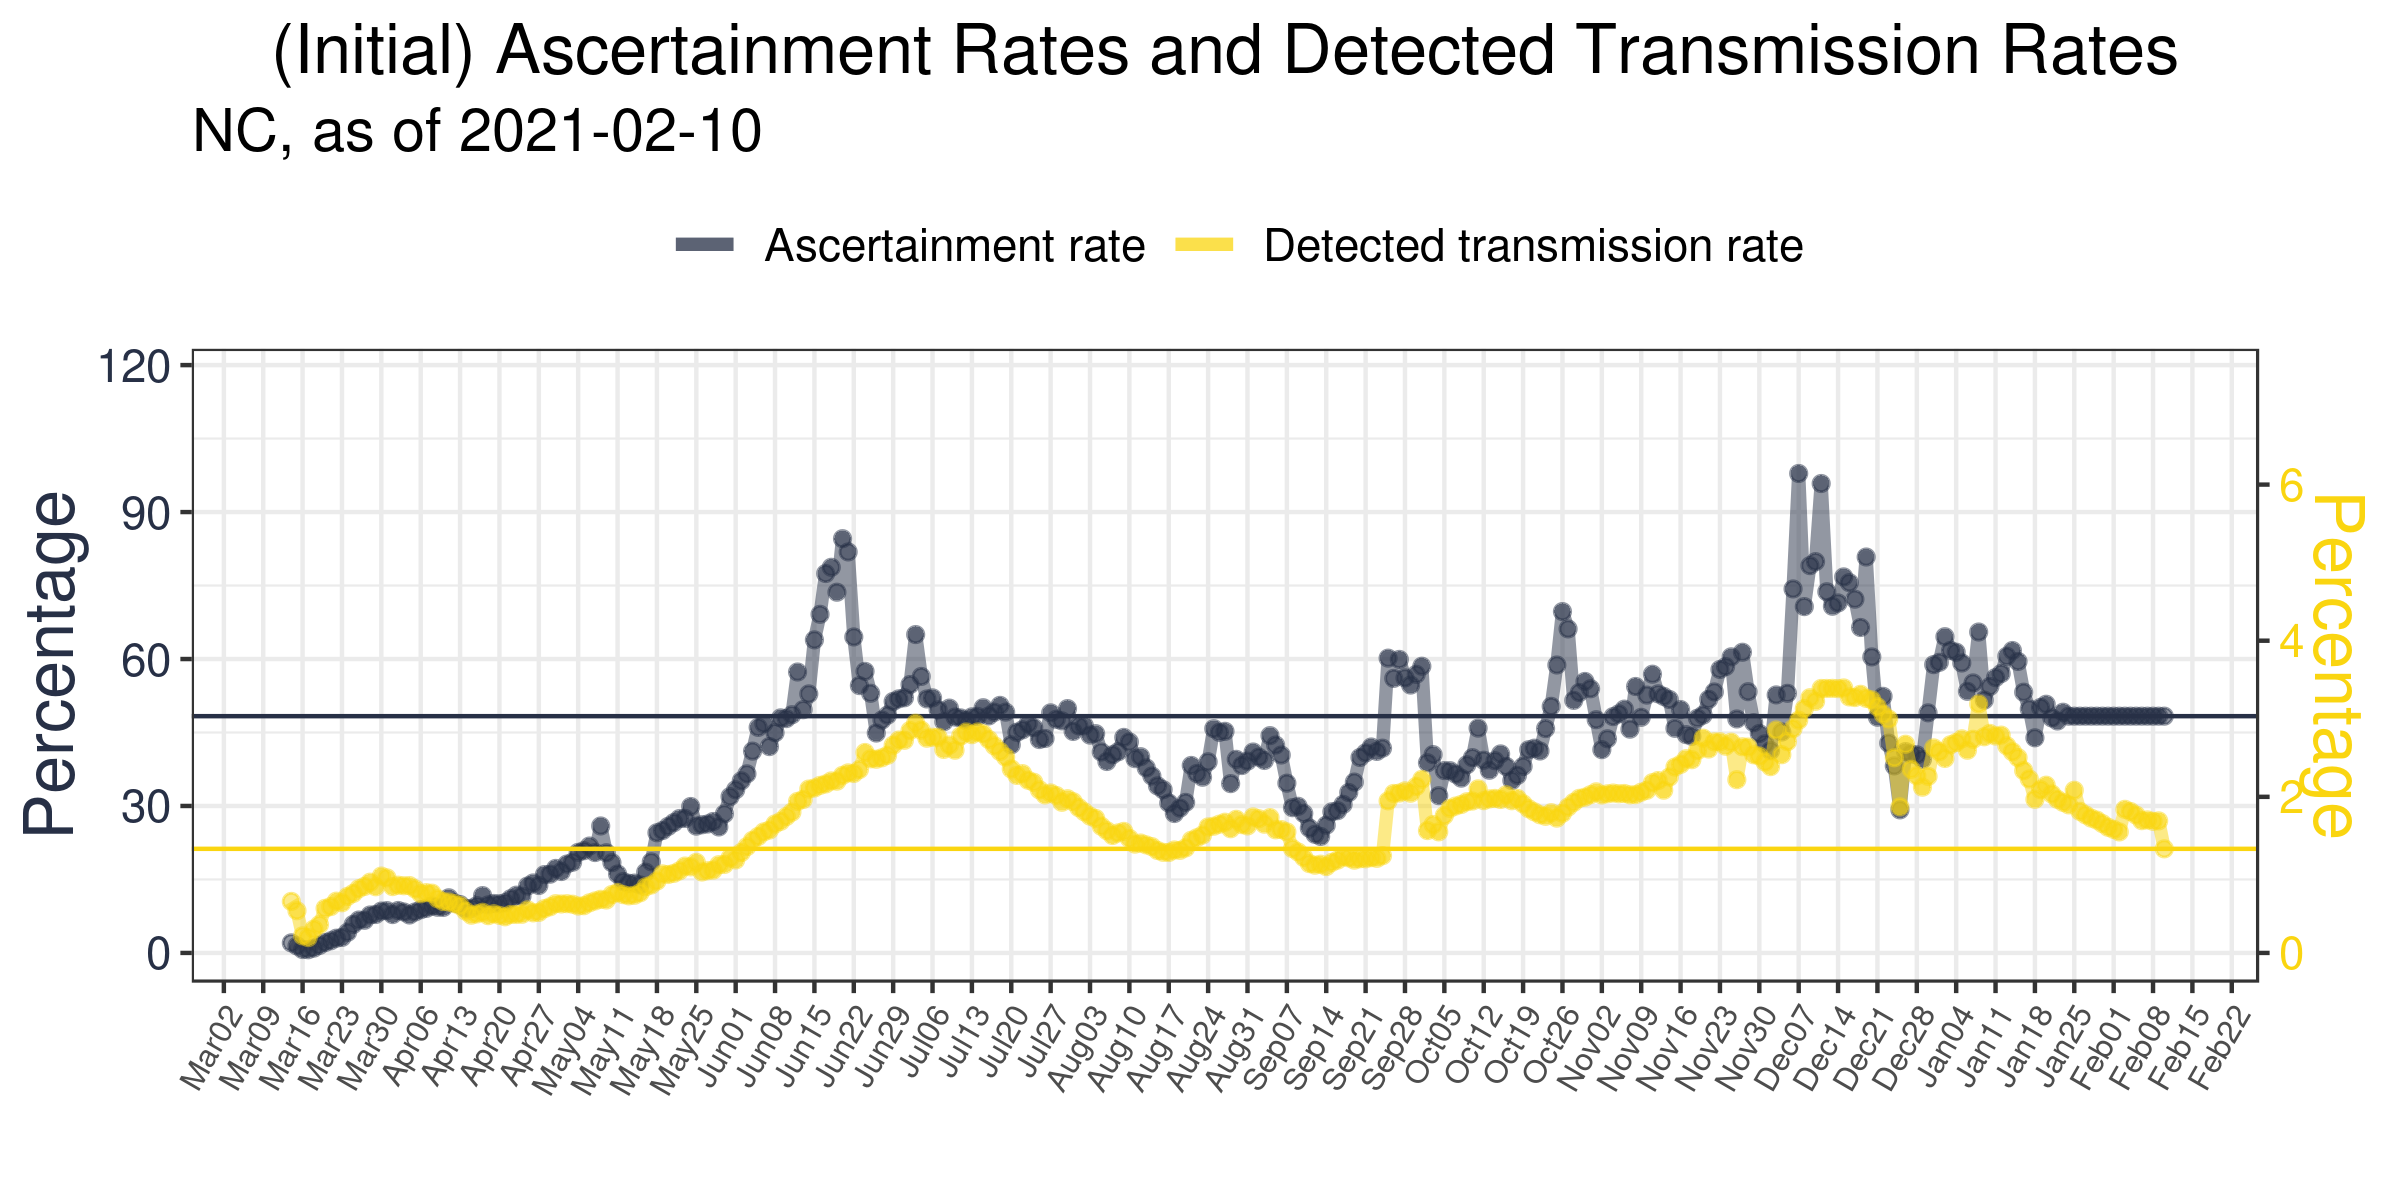 (Initial) Ascertainment Rates and Detected Transmission Rates
NC, as of 2021-02-10
Ascertainment rate
Detected transmission rate
Percentage
120
90
60
30
0
6
4
2
0
Percentage
Mar02
Mar09
Mar16
Mar23
Mar30
Apr06
Apr13
Apr20
Apr27
May04
May11
May18
May25
Jun01
Jun08
Jun15
Jun22
Jun29
Jul06
Jul13
Jul20
Jul27
Aug03
Aug10
Aug17
Aug24
Aug31
Sep07
Sep14
Sep21
Sep28
Oct05
Oct12
Oct19
Oct26
Nov02
Nov09
Nov16
Nov23
Nov30
Dec07
Dec14
Dec21
Dec28
Jan04
Jan11
Jan18
Jan25
Feb01
Feb08
Feb15
Feb22